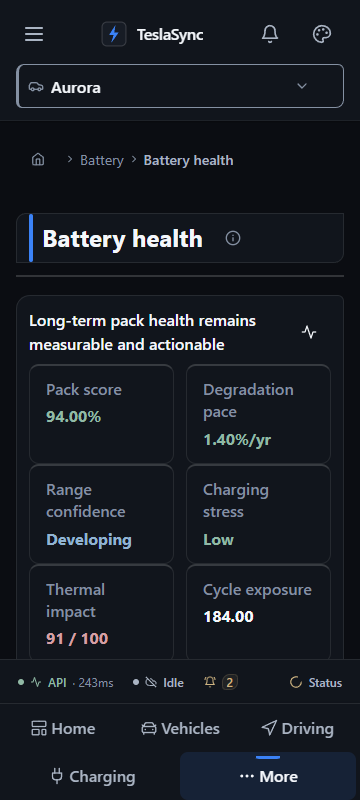 TeslaSync
Aurora
Battery
Battery health
Battery health
Long-term pack health remains
measurable and actionable
Pack score
94.00%
Degradation
pace
1.40%/yr
Range
confidence
Developing
Charging
stress
Low
Thermal
impact
91 / 100
Cycle exposure
184.00
API · 243ms
Idle
2
Status
Home
Vehicles
Driving
Charging
More